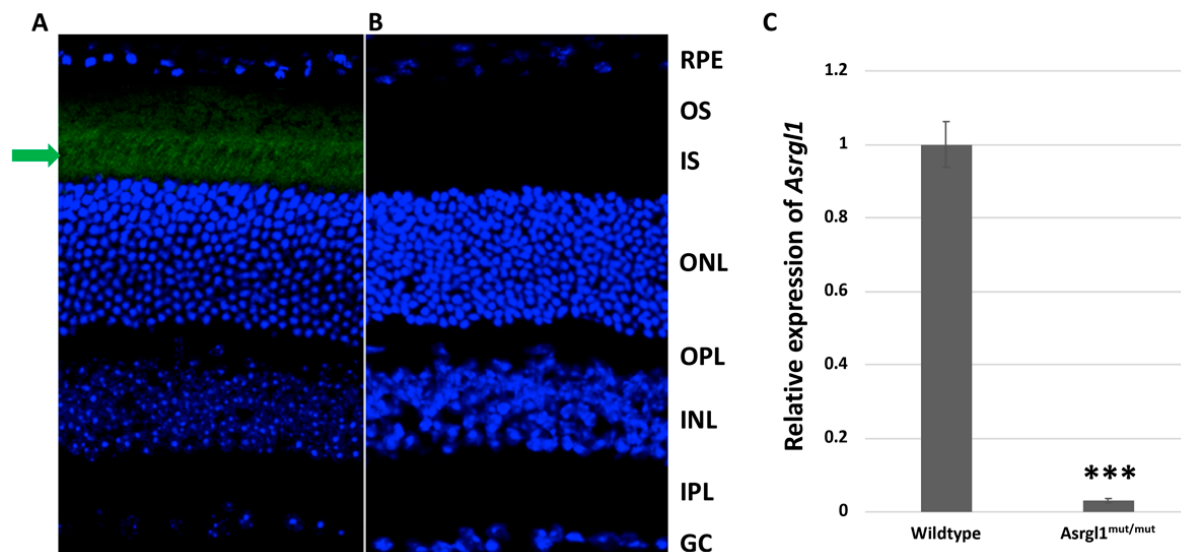 A
B
RPE
OS
IS
ONL
OPL
INL
IPL
GC
C
Relative expression of Asrgl1
1.2
1
0.8
0.6
0.4
0.2
0
***
Wildtype
Asrgl1mut/mut